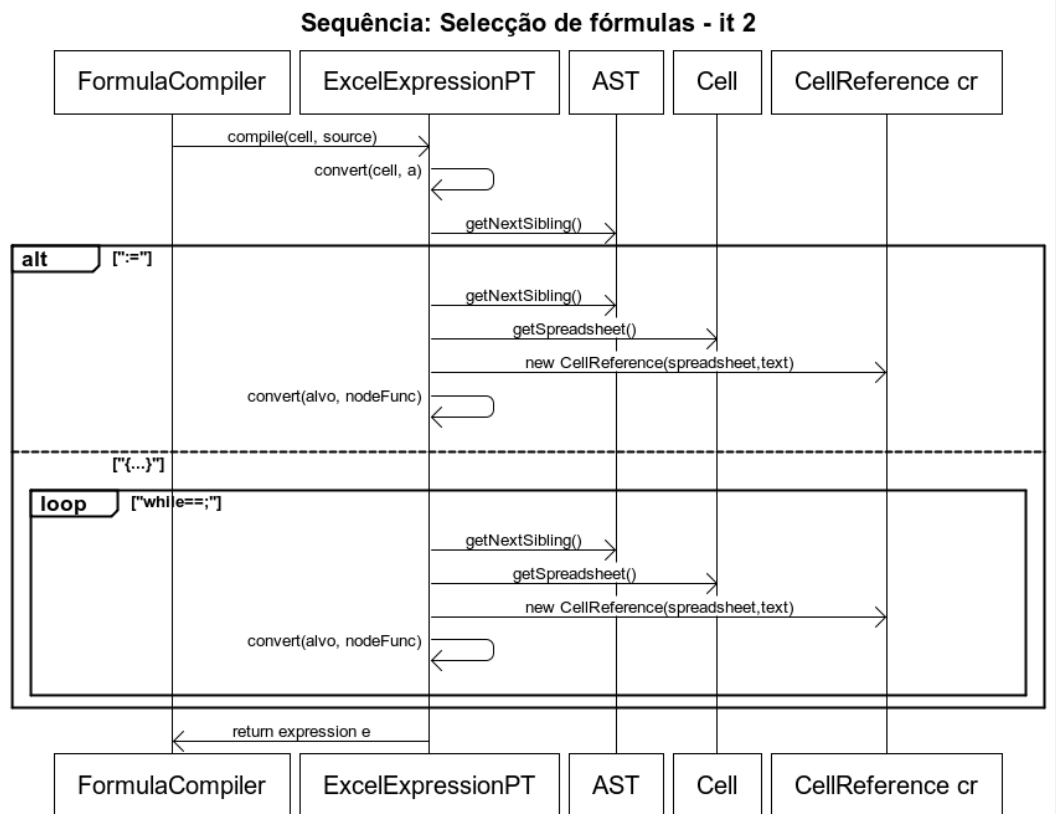 Sequência: Selecção de fórmulas - it 2
FormulaCompiler
ExcelExpressionPT
AST
Cell
CellReference cr
compile(cell, source)
convert(cell, a)
getNextSibling()
alt
[":="]
getNextSibling()
getSpreadsheet()
new CellReference(spreadsheet,text)
convert(alvo, nodeFunc)
["{...}"]
loop
["while==;"]
getNextSibling()
getSpreadsheet()
new CellReference(spreadsheet,text)
convert(alvo, nodeFunc)
return expression e
FormulaCompiler
ExcelExpressionPT
AST
Cell
CellReference cr